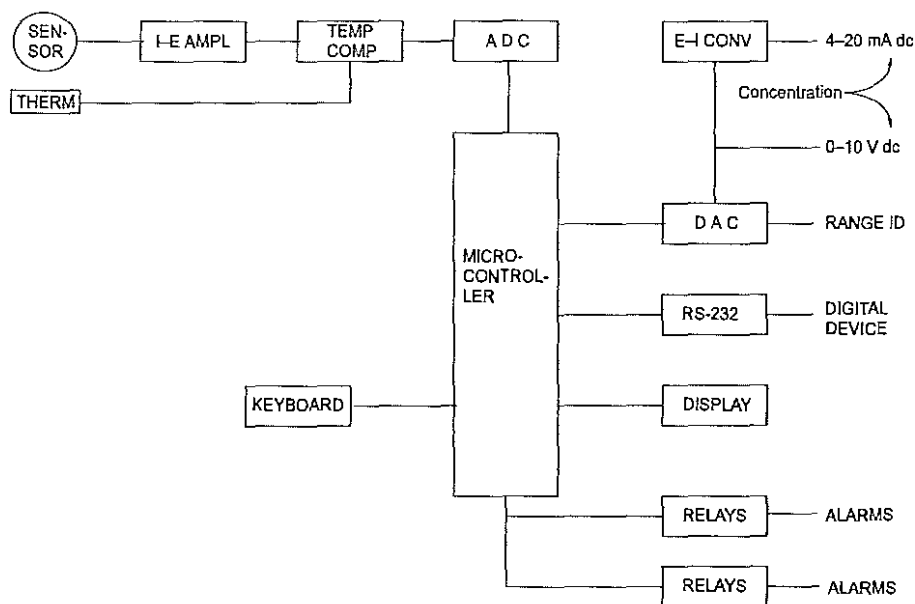 SEN-
SOR
I–E AMPL
TEMP
COMP
A D C
E–I CONV
4–20 mA dc
THERM
Concentration
0–10 V dc
D A C
RANGE ID
MICRO-
CONTROL-
LER
RS-232
DIGITAL
DEVICE
KEYBOARD
DISPLAY
RELAYS
ALARMS
RELAYS
ALARMS